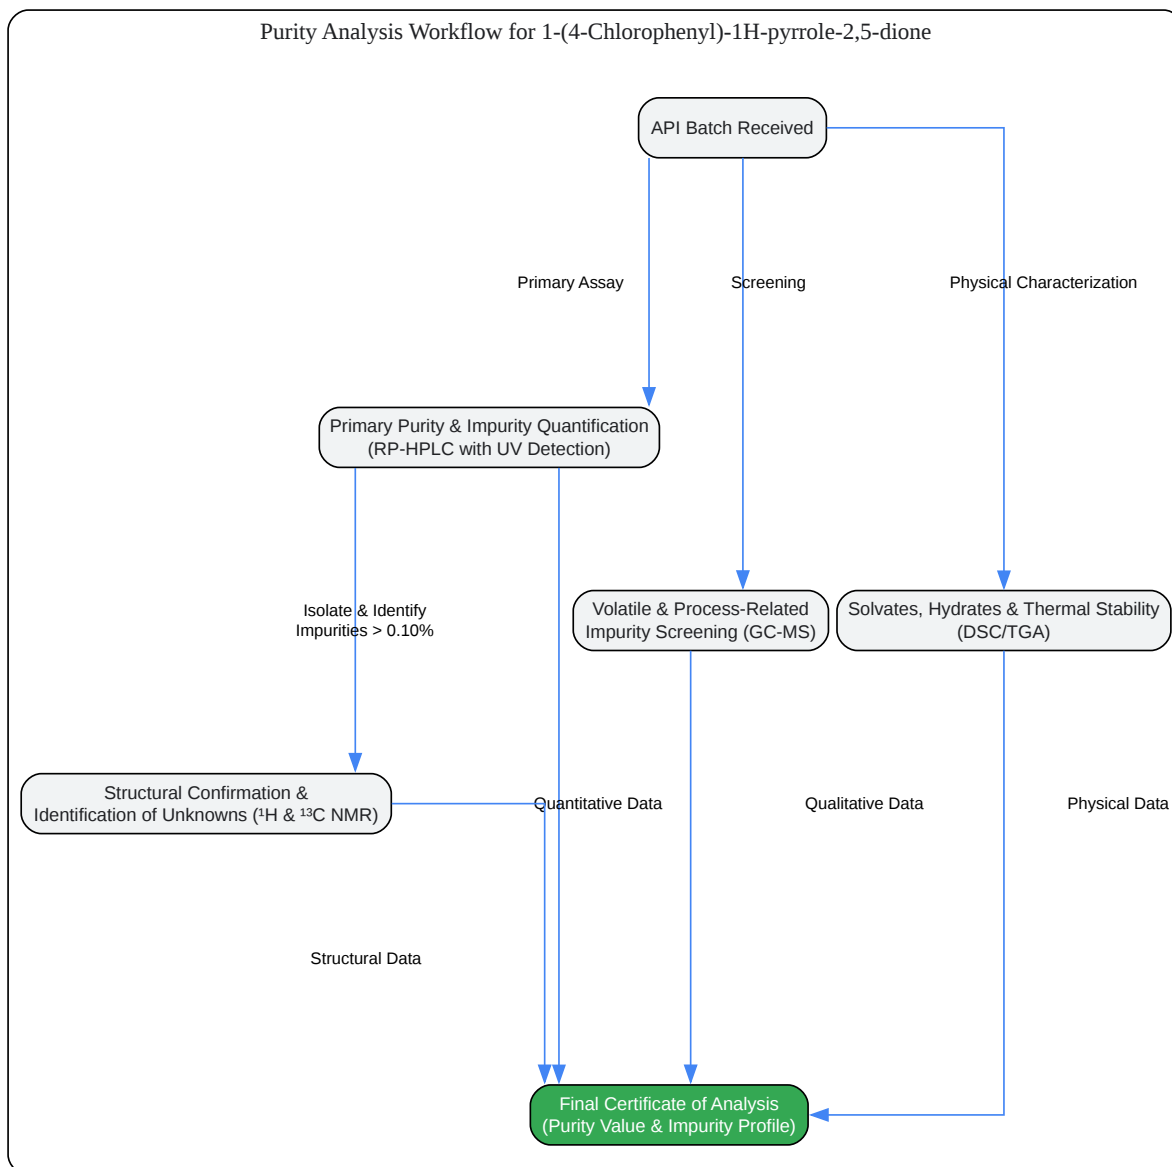 Purity Analysis Workflow for 1-(4-Chlorophenyl)-1H-pyrrole-2,5-dione
API Batch Received
Primary Assay
Screening
Physical Characterization
Primary Purity & Impurity Quantification
(RP-HPLC with UV Detection)
Isolate & Identify
Impurities > 0.10%
Volatile & Process-Related
Impurity Screening (GC-MS)
Solvates, Hydrates & Thermal Stability
(DSC/TGA)
Structural Confirmation &
Identification of Unknowns (¹H & ¹³C NMR)
Quantitative Data
Qualitative Data
Physical Data
Structural Data
Final Certificate of Analysis
(Purity Value & Impurity Profile)